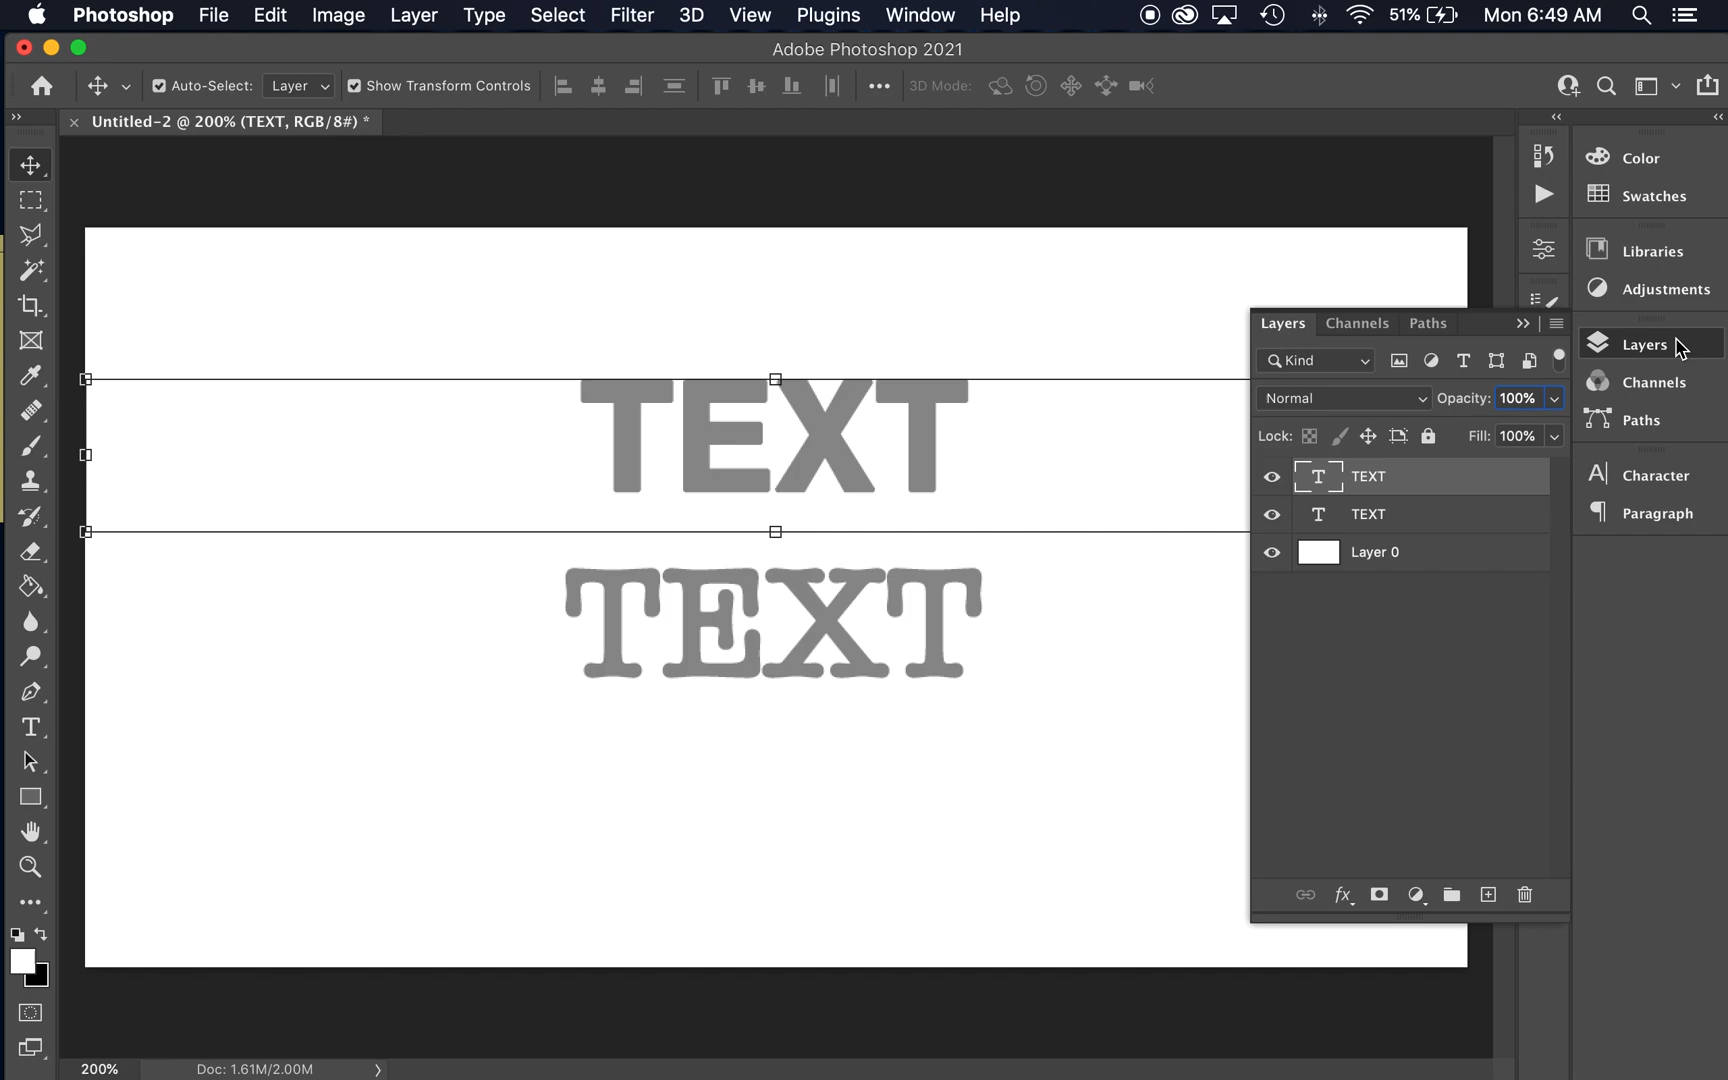 Photoshop File Edit Image Layer Type Select Filter 3D View Plugins Window Help 51% Mon 6:49 AM
Adobe Photoshop 2021
Auto-Select: Layer Show Transform Controls 3D Mode:
Untitled-2 @ 200% (TEXT, RGB/8#) *
Color
Swatches
Libraries
Adjustments
Layers
Channels
Paths
Character
Paragraph
Layers Channels Paths
Kind
Normal Opacity: 100%
Lock: Fill: 100%
T TEXT
T TEXT
Layer 0
fx
TEXT
TEXT
200% Doc: 1.61M/2.00M